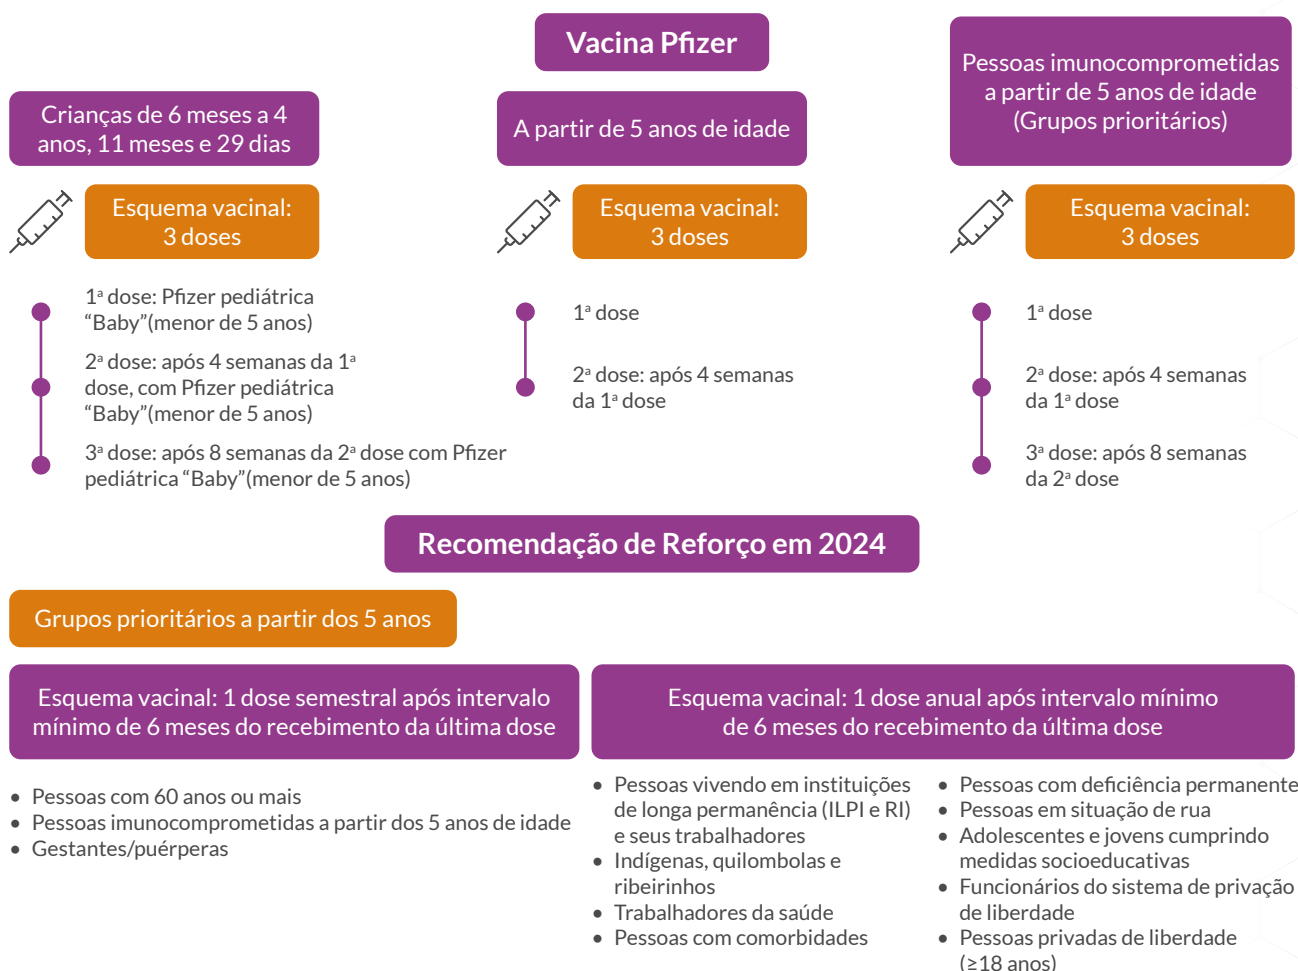 Vacina Pfizer
Crianças de 6 meses a 4
anos, 11 meses e 29 dias
Esquema vacinal:
3 doses
1ª dose: Pfizer pediátrica
“Baby”(menor de 5 anos)
2ª dose: após 4 semanas da 1ª
dose, com Pfizer pediátrica
“Baby”(menor de 5 anos)
3ª dose: após 8 semanas da 2ª dose com Pfizer
pediátrica “Baby”(menor de 5 anos)
A partir de 5 anos de idade
Esquema vacinal:
3 doses
1ª dose
2ª dose: após 4 semanas
da 1ª dose
Pessoas imunocomprometidas
a partir de 5 anos de idade
(Grupos prioritários)
Esquema vacinal:
3 doses
1ª dose
2ª dose: após 4 semanas
da 1ª dose
3ª dose: após 8 semanas
da 2ª dose
Recomendação de Reforço em 2024
Grupos prioritários a partir dos 5 anos
Esquema vacinal: 1 dose semestral após intervalo
mínimo de 6 meses do recebimento da última dose
• Pessoas com 60 anos ou mais
• Pessoas imunocomprometidas a partir dos 5 anos de idade
• Gestantes/puérperas
Esquema vacinal: 1 dose anual após intervalo mínimo
de 6 meses do recebimento da última dose
• Pessoas vivendo em instituições
de longa permanência (ILPI e RI)
e seus trabalhadores
• Indígenas, quilombolas e
ribeirinhos
• Trabalhadores da saúde
• Pessoas com comorbidades
• Pessoas com deficiência permanente
• Pessoas em situação de rua
• Adolescentes e jovens cumprindo
medidas socioeducativas
• Funcionários do sistema de privação
de liberdade
• Pessoas privadas de liberdade
(≥18 anos)